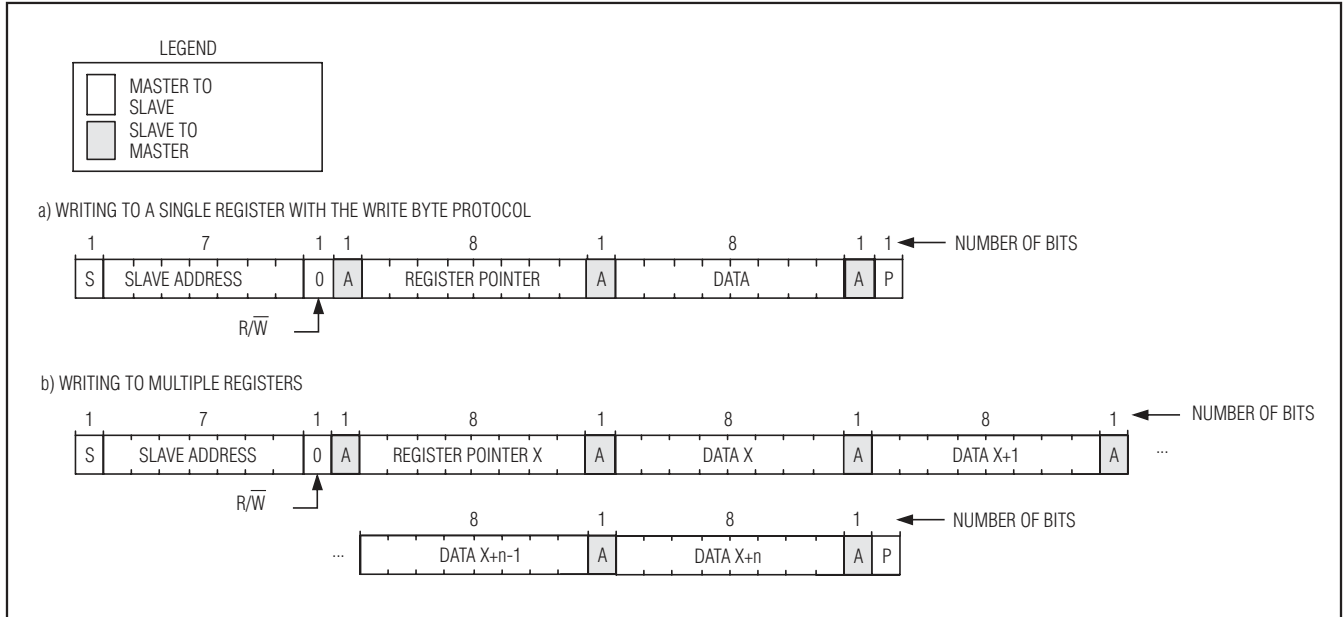 LEGEND
MASTER TO
SLAVE
SLAVE TO
MASTER
a) WRITING TO A SINGLE REGISTER WITH THE WRITE BYTE PROTOCOL
1 7 1 1 8 1 8 1 1 NUMBER OF BITS
S SLAVE ADDRESS 0 A REGISTER POINTER A DATA A P
R/W̅
b) WRITING TO MULTIPLE REGISTERS
1 7 1 1 8 1 8 1 8 1 NUMBER OF BITS
S SLAVE ADDRESS 0 A REGISTER POINTER X A DATA X A DATA X+1 A ...
R/W̅
8 1 8 1 NUMBER OF BITS
... DATA X+n-1 A DATA X+n A P